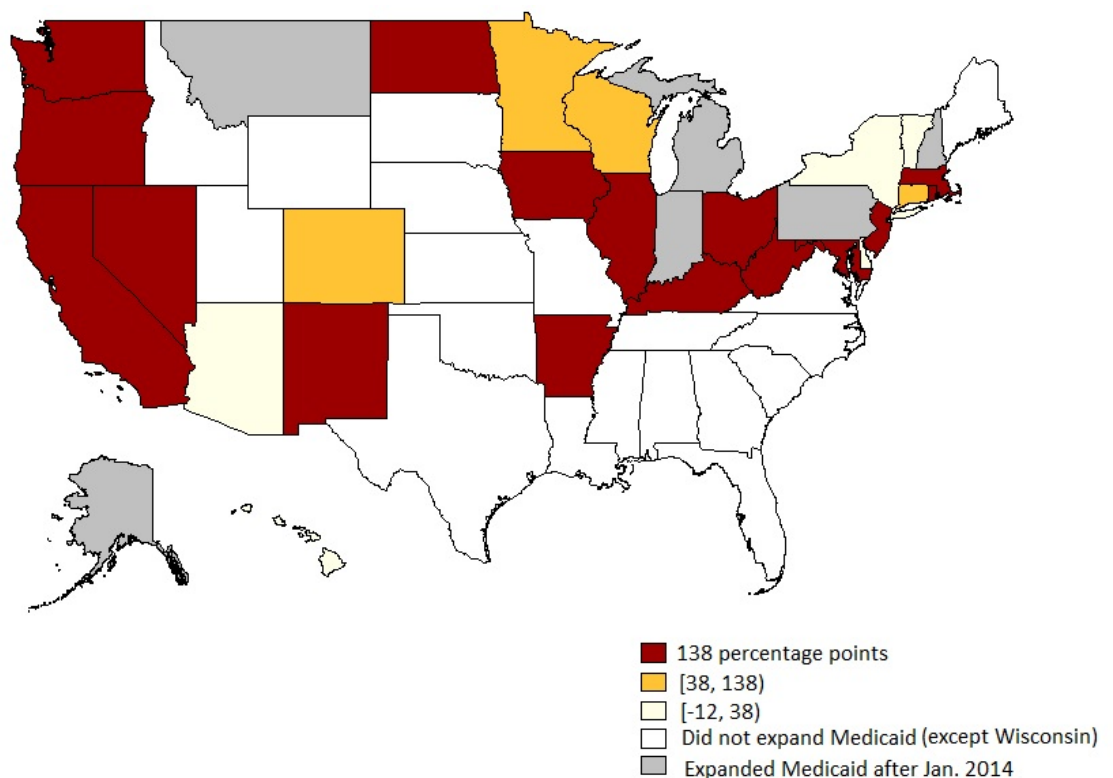 138 percentage points
[38, 138)
[-12, 38)
Did not expand Medicaid (except Wisconsin)
Expanded Medicaid after Jan. 2014